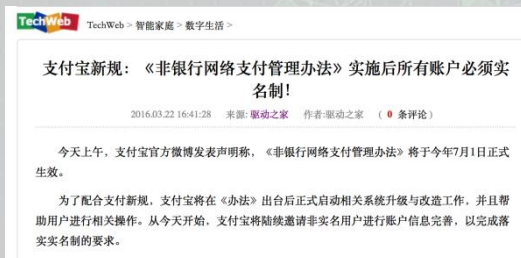 TechWeb TechWeb > 智能家庭 > 数字生活 >
支付宝新规：《非银行网络支付管理办法》实施后所有账户必须实
名制！
2016.03.22 16:41:28 来源: 驱动之家 作者:驱动之家 （ 0 条评论）
今天上午，支付宝官方微博发表声明称，《非银行网络支付管理办法》将于今年7月1日正式
生效。
为了配合支付新规，支付宝将在《办法》出台后正式启动相关系统升级与改造工作，并且帮
助用户进行相关操作。从今天开始，支付宝将陆续邀请非实名用户进行账户信息完善，以完成落
实实名制的要求。